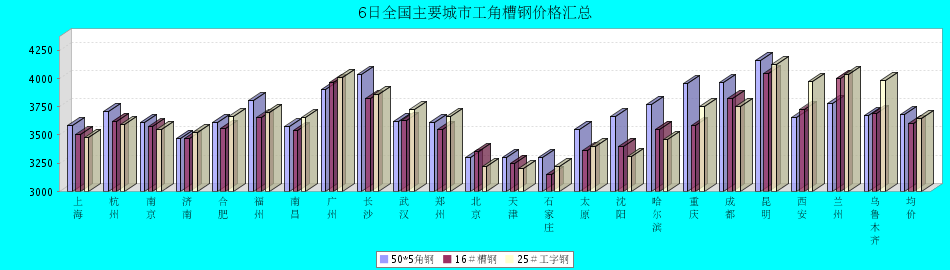 6日全国主要城市工角槽钢价格汇总
4250
4000
3750
3500
3250
3000
上海 杭州 南京 济南 合肥 福州 南昌 广州 长沙 武汉 郑州 北京 天津 石家庄 太原 沈阳 哈尔滨 重庆 成都 昆明 西安 兰州 乌鲁木齐 均价
50*5角钢 16#槽钢 25#工字钢